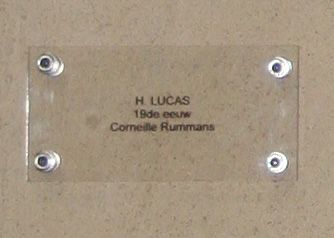 H. LUCAS
19de eeuw
Corneille Rummans